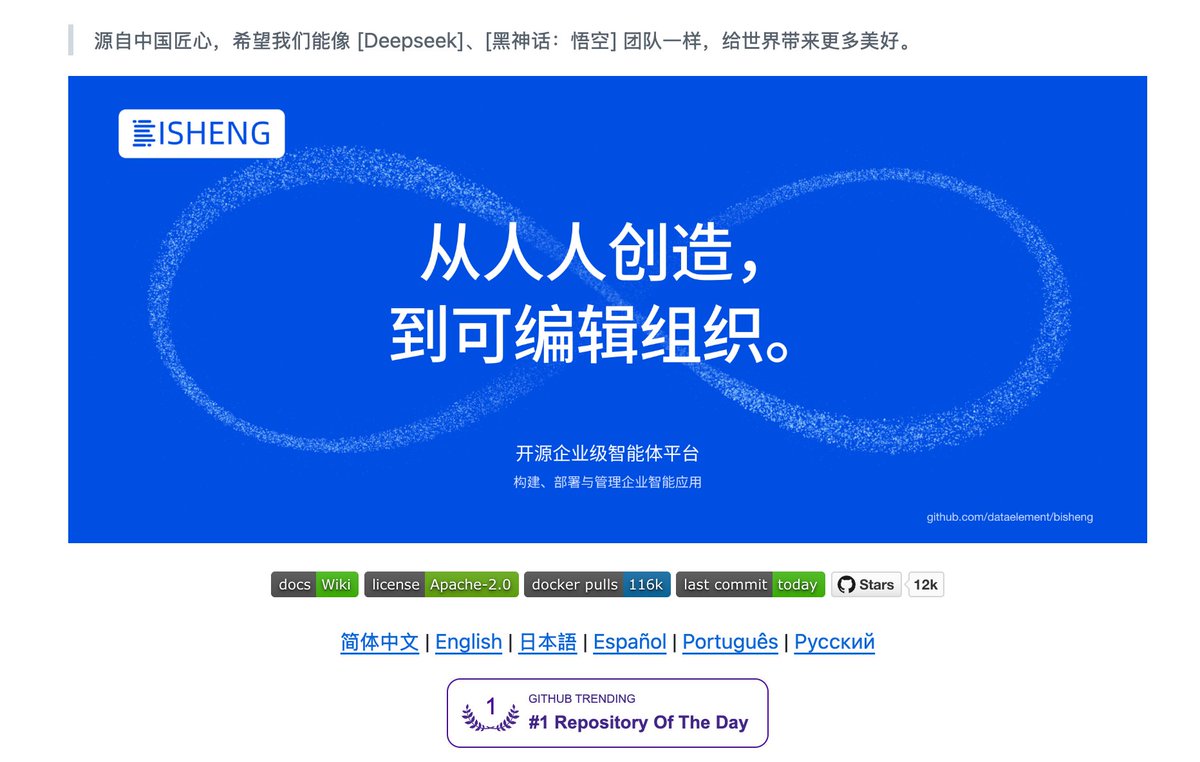 源自中国匠心，希望我们能像 [Deepseek]、[黑神话：悟空] 团队一样，给世界带来更多美好。
BISHENG
从人人创造，
到可编辑组织。
开源企业级智能体平台
构建、部署与管理企业智能应用
github.com/dataelement/bisheng
docs Wiki license Apache-2.0 docker pulls 116k last commit today Stars 12k
简体中文 | English | 日本語 | Español | Português | Русский
1 GITHUB TRENDING
#1 Repository Of The Day